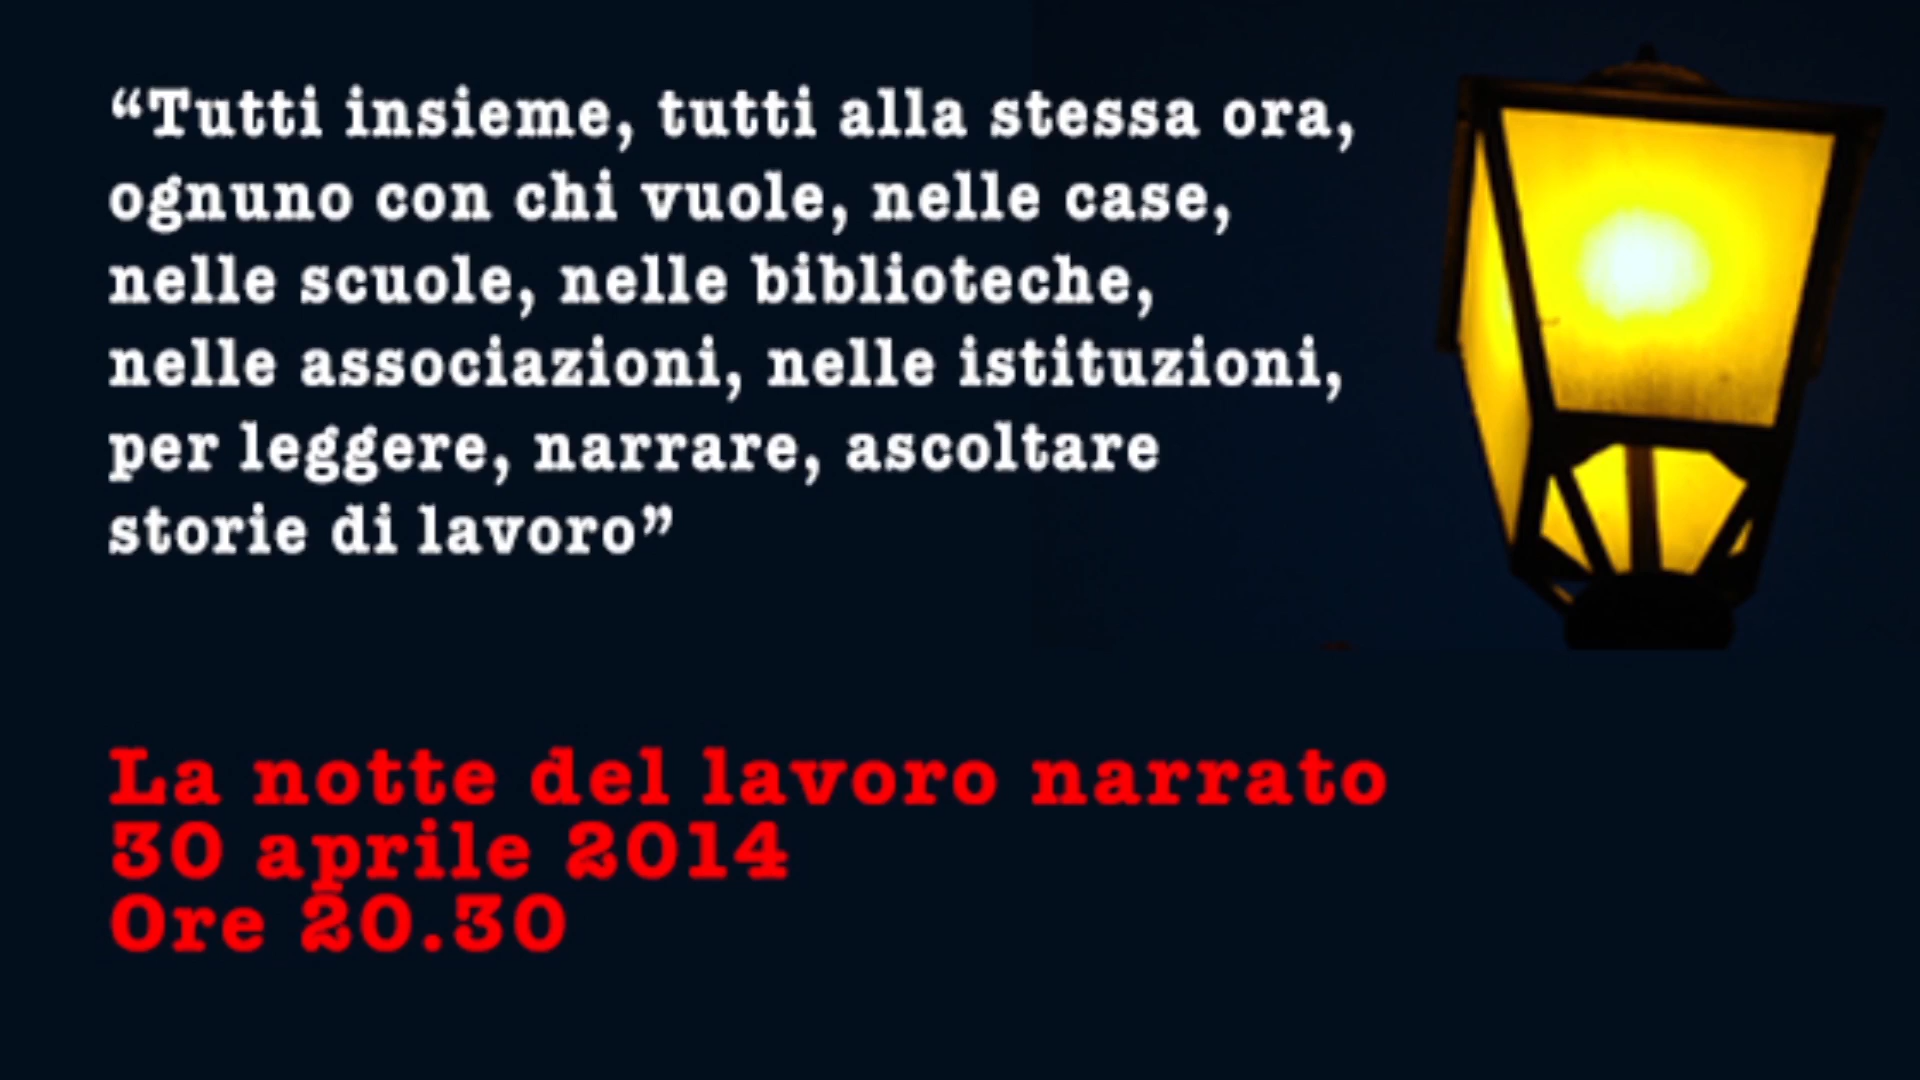 “Tutti insieme, tutti alla stessa ora,
ognuno con chi vuole, nelle case,
nelle scuole, nelle biblioteche,
nelle associazioni, nelle istituzioni,
per leggere, narrare, ascoltare
storie di lavoro”
La notte del lavoro narrato
30 aprile 2014
Ore 20.30